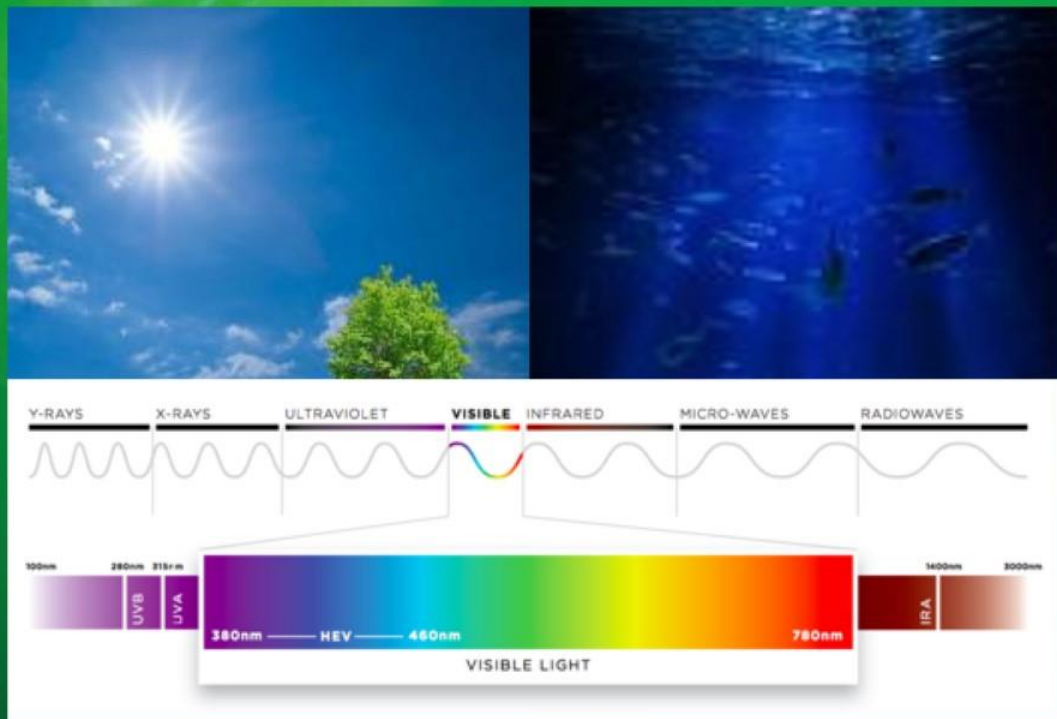 Y-RAYS X-RAYS ULTRAVIOLET VISIBLE INFRARED MICRO-WAVES RADIOWAVES
100nm 280nm 315nm 1400nm 3000nm
UVB UVA IRA
380nm HEV 460nm 780nm
VISIBLE LIGHT